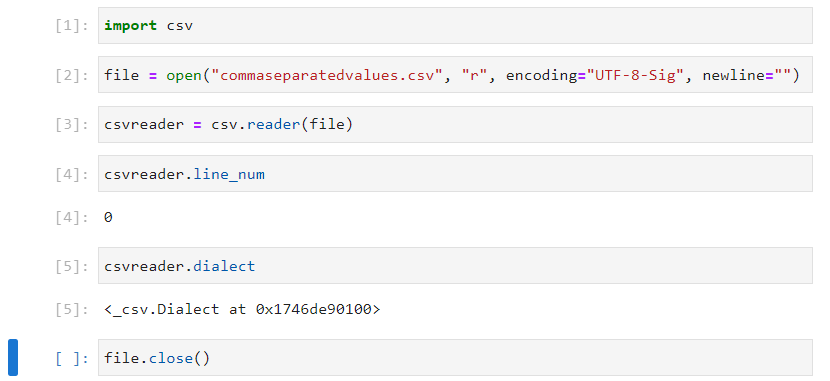 [1]: import csv
[2]: file = open("commaseparatedvalues.csv", "r", encoding="UTF-8-Sig", newline="")
[3]: csvreader = csv.reader(file)
[4]: csvreader.line_num
[4]: 0
[5]: csvreader.dialect
[5]: <_csv.Dialect at 0x1746de90100>
[ ]: file.close()